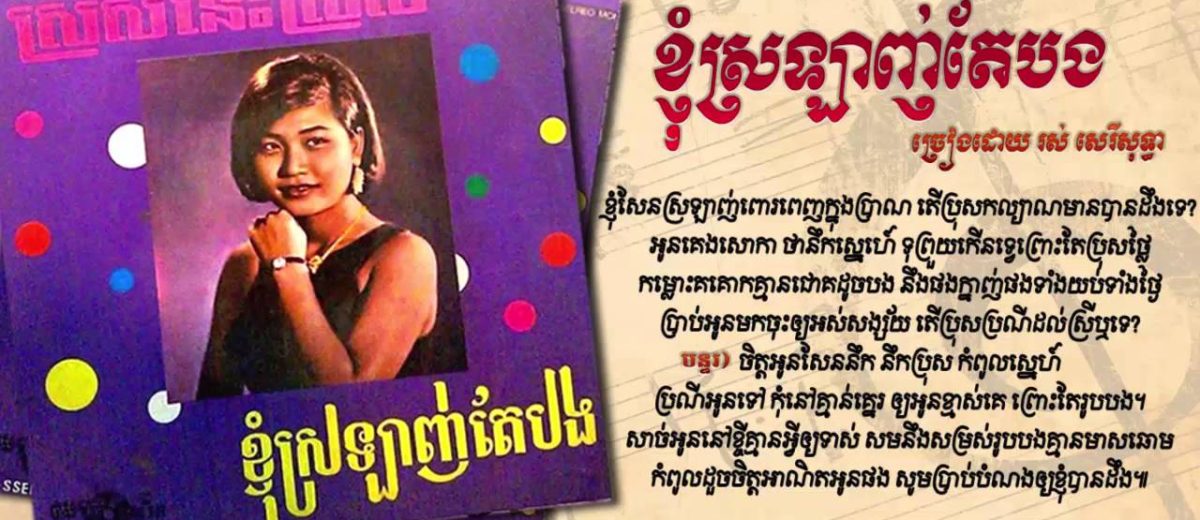 ស្រស់នេះស្រស់
ខ្ញុំស្រឡាញ់តែបង
ខ្ញុំស្រឡាញ់តែបង
ច្រៀងដោយ រស់ សេរីសុទ្ធា
ខ្ញុំសែនស្រឡាញ់ពោរពេញក្នុងប្រាណ តើប្រុសកល្យាណមានបានដឹងទេ?
អូនគេងសោកា ថានឹកស្នេហ៍ ទុព្រួយកើនទ្វេព្រោះតែប្រុសថ្លៃ
កម្លោះគគោកគ្មានជោគដូចបង នឹងផងក្នាញ់ផងទាំងយប់ទាំងថ្ងៃ
ប្រាប់អូនមកចុះឲ្យអស់សង្ស័យ តើប្រុសប្រណីដល់ស្រីឬទេ?
បន្ទរ) ចិត្តអូនសែននឹក នឹកប្រុស កំពូលស្នេហ៍
ប្រណីអូនទៅ កុំនៅគ្មាន់គ្នេរ ឲ្យអូនខ្មាស់គេ ព្រោះតែរូបបង។
សាច់អូននៅខ្ចីគ្មានអ្វីឲ្យទាស់ សមនឹងសម្រស់រូបបងគ្មានមាសឆោម
កំពូលដួចចិត្តអាណិតអូនផង សូមប្រាប់បំណងឲ្យខ្ញុំបានដឹង៕